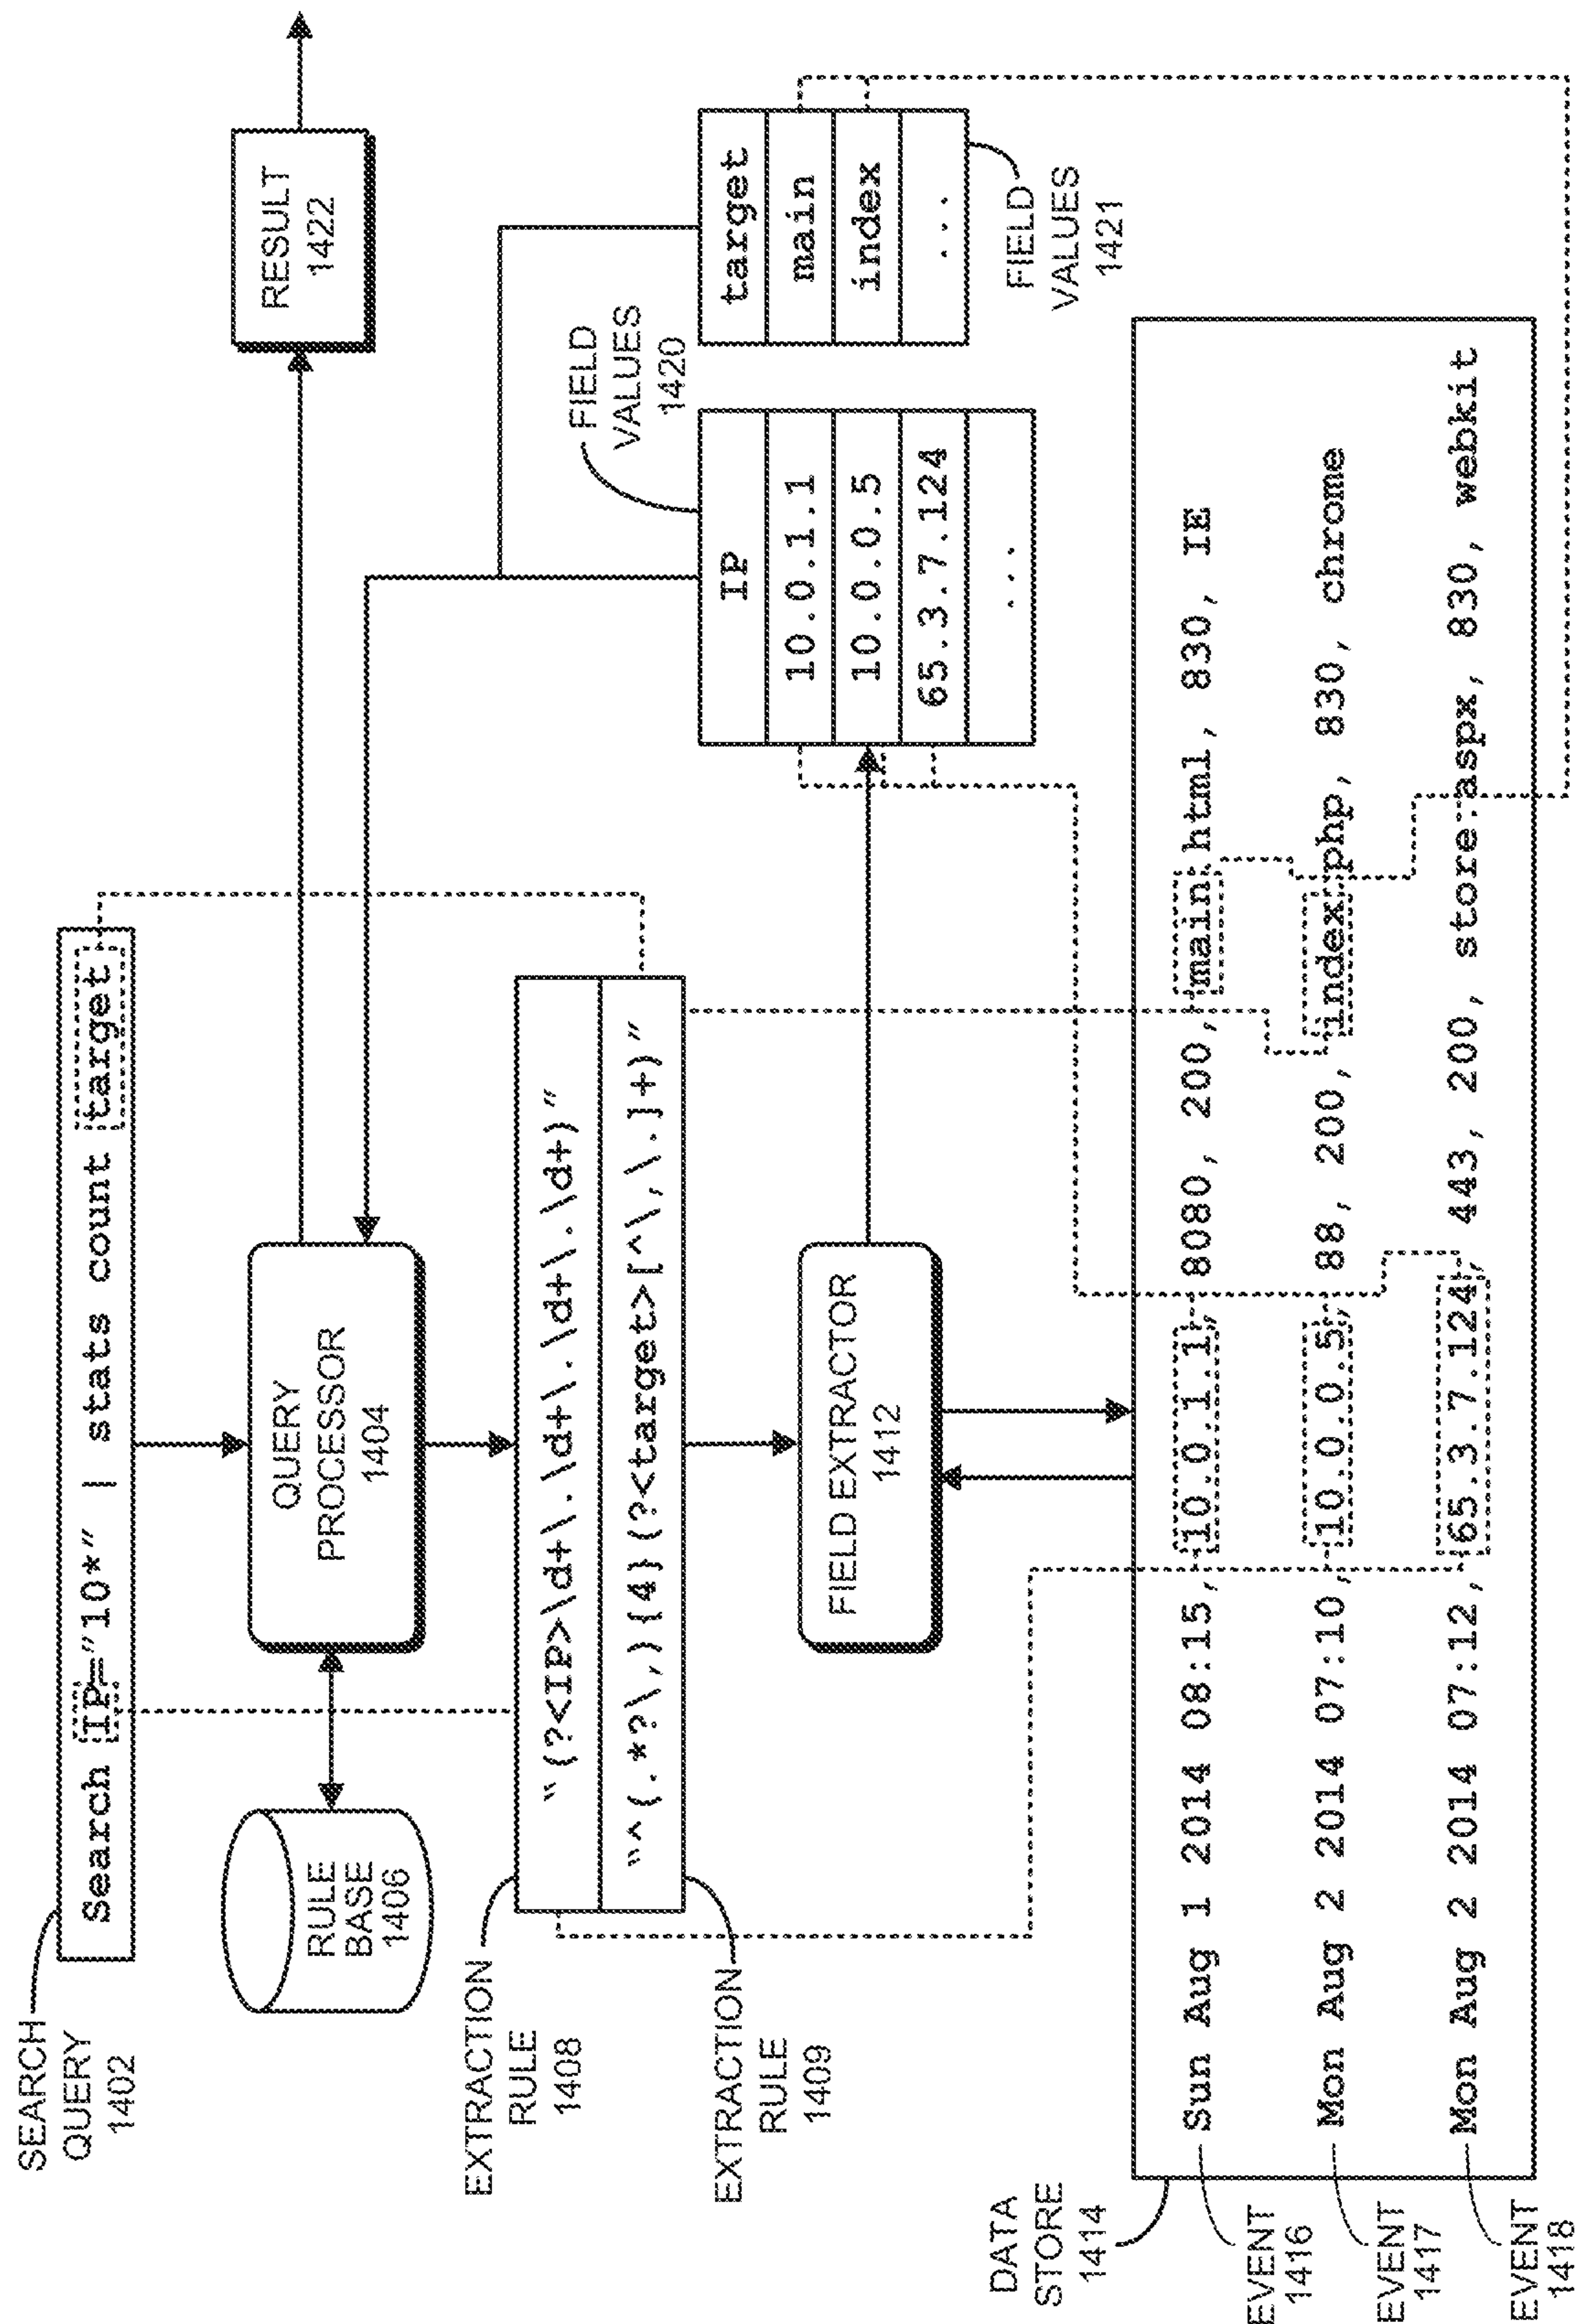 SEARCH
QUERY
1402
Search IP="10*" | stats count target
RULE
BASE
1406
QUERY
PROCESSOR
1404
RESULT
1422
EXTRACTION
RULE
1408
"(?<IP>\d+\.\d+\.\d+\.\d+)"
"^(.*?\,){4}(?<target>[^\,\.]+)"
EXTRACTION
RULE
1409
FIELD EXTRACTOR
1412
FIELD
VALUES
1420
IP
10.0.1.1
10.0.0.5
65.3.7.124
...
target
main
index
...
FIELD
VALUES
1421
DATA
STORE
1414
Sun Aug 1 2014 08:15, 10.0.1.1, 8080, 200, main.html, 830, IE
EVENT
1416
Mon Aug 2 2014 07:10, 10.0.0.5, 88, 200, index.php, 830, chrome
EVENT
1417
Mon Aug 2 2014 07:12, 65.3.7.124, 443, 200, store.aspx, 830, webkit
EVENT
1418